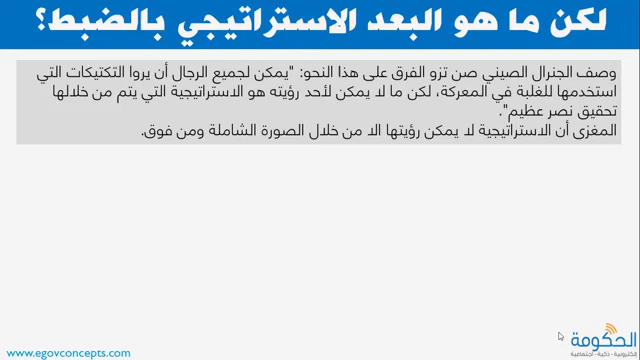 لكن ما هو البعد الاستراتيجي بالضبط؟
وصف الجنرال الصيني صن تزو الفرق على هذا النحو: "يمكن لجميع الرجال أن يروا التكتيكات التي
استخدمها للغلبة في المعركة، لكن ما لا يمكن لأحد رؤيته هو الاستراتيجية التي يتم من خلالها
تحقيق نصر عظيم".
المغزى أن الاستراتيجية لا يمكن رؤيتها الا من خلال الصورة الشاملة ومن فوق.
الحكومة
إلكترونية - ذكية - اجتماعية
www.egovconcepts.com